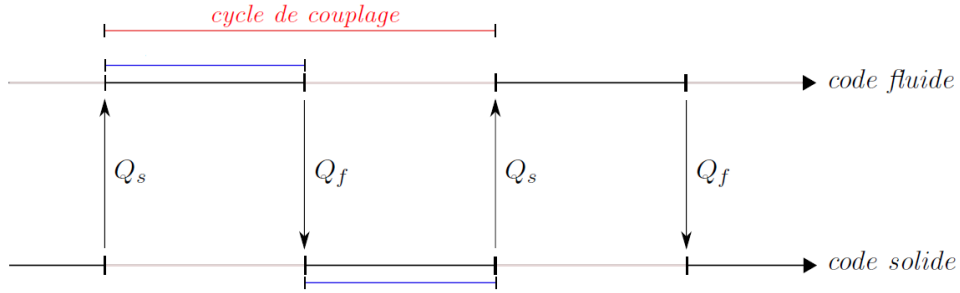 cycle de couplage
code fluide
Q_s
Q_f
Q_s
Q_f
code solide